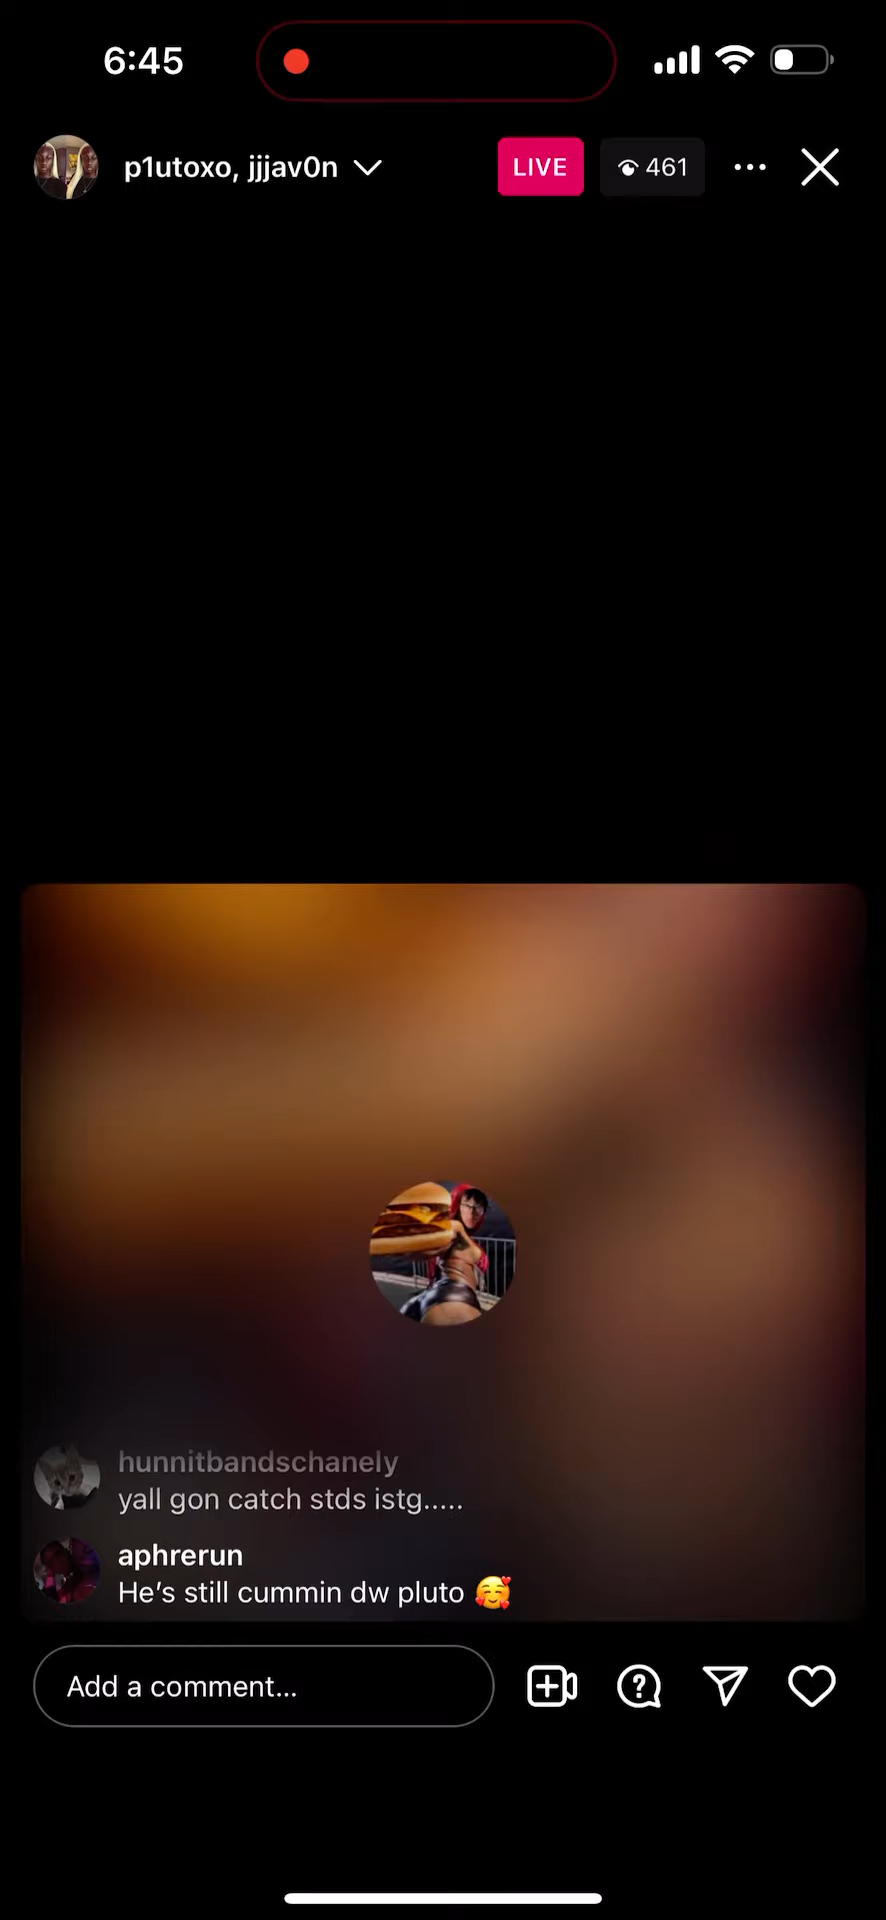 6:45
p1utoxo, jjjav0n
LIVE
461
hunnitbandschanely
yall gon catch stds istg.....
aphrerun
He’s still cummin dw pluto 🥰
Add a comment...